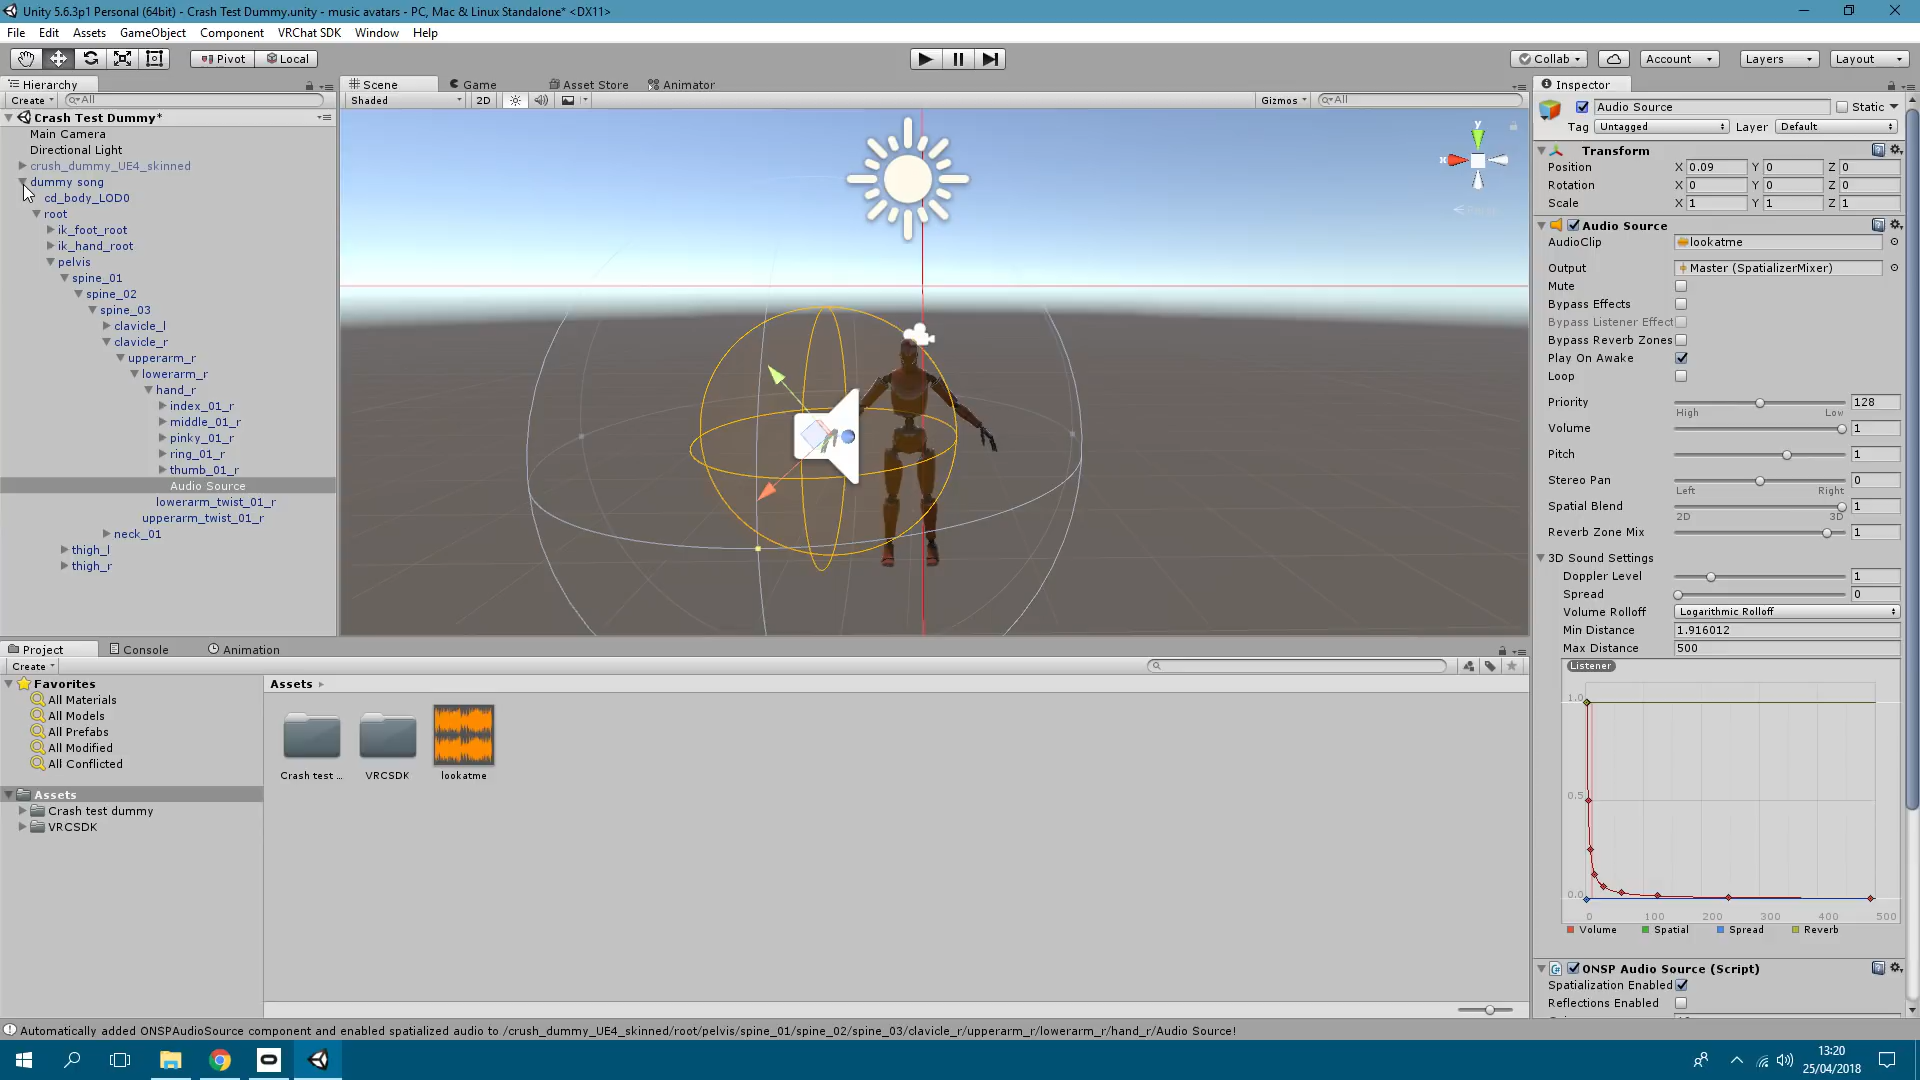 Unity 5.6.3p1 Personal (64bit) - Crash Test Dummy.unity - music avatars - PC, Mac & Linux Standalone* <DX11>
File Edit Assets GameObject Component VRChat SDK Window Help
Pivot Local Collab Account Layers Layout
Hierarchy
Create All
Crash Test Dummy*
Main Camera
Directional Light
crush_dummy_UE4_skinned
dummy song
cd_body_LOD0
root
ik_foot_root
ik_hand_root
pelvis
spine_01
spine_02
spine_03
clavicle_l
clavicle_r
upperarm_r
lowerarm_r
hand_r
index_01_r
middle_01_r
pinky_01_r
ring_01_r
thumb_01_r
Audio Source
lowerarm_twist_01_r
upperarm_twist_01_r
neck_01
thigh_l
thigh_r
Scene Game Asset Store Animator
Shaded 2D Gizmos All
y
x
Inspector
Audio Source Static
Tag Untagged Layer Default
Transform
Position X 0.09 Y 0 Z 0
Rotation X 0 Y 0 Z 0
Scale X 1 Y 1 Z 1
Audio Source
AudioClip lookatme
Output Master (SpatializerMixer)
Mute
Bypass Effects
Bypass Listener Effect
Bypass Reverb Zones
Play On Awake
Loop
Priority 128
High Low
Volume 1
Pitch 1
Stereo Pan 0
Left Right
Spatial Blend 1
2D 3D
Reverb Zone Mix 1
3D Sound Settings
Doppler Level 1
Spread 0
Volume Rolloff Logarithmic Rolloff
Min Distance 1.916012
Max Distance 500
Listener
1.0
0.5
0.0
0 100 200 300 400 500
Volume Spatial Spread Reverb
ONSP Audio Source (Script)
Spatialization Enabled
Reflections Enabled
Project Console Animation
Create
Favorites
All Materials
All Models
All Prefabs
All Modified
All Conflicted
Assets
Crash test dummy
VRCSDK
Assets
Crash test ... VRCSDK lookatme
Automatically added ONSPAudioSource component and enabled spatialized audio to /crush_dummy_UE4_skinned/root/pelvis/spine_01/spine_02/spine_03/clavicle_r/upperarm_r/lowerarm_r/hand_r/Audio Source!
13:20
25/04/2018